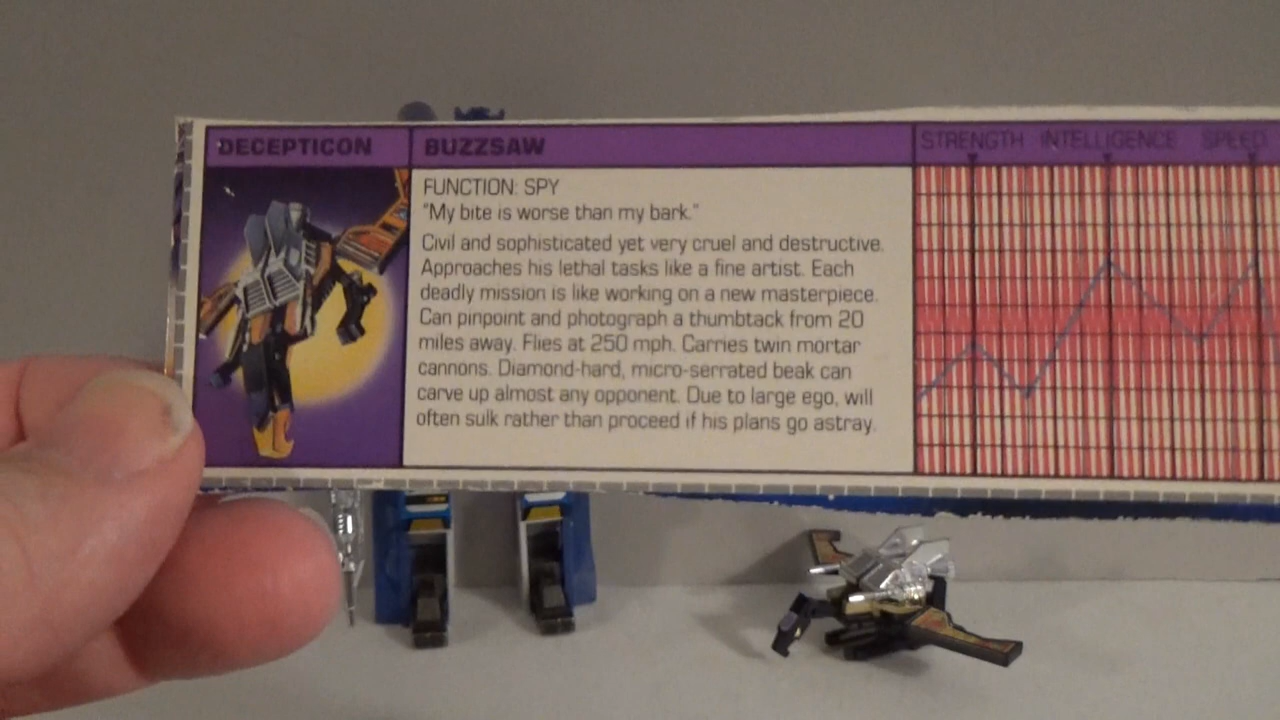 DECEPTICON BUZZSAW STRENGTH INTELLIGENCE SPEED
FUNCTION: SPY
"My bite is worse than my bark."
Civil and sophisticated yet very cruel and destructive.
Approaches his lethal tasks like a fine artist. Each
deadly mission is like working on a new masterpiece.
Can pinpoint and photograph a thumbtack from 20
miles away. Flies at 250 mph. Carries twin mortar
cannons. Diamond-hard, micro-serrated beak can
carve up almost any opponent. Due to large ego, will
often sulk rather than proceed if his plans go astray.